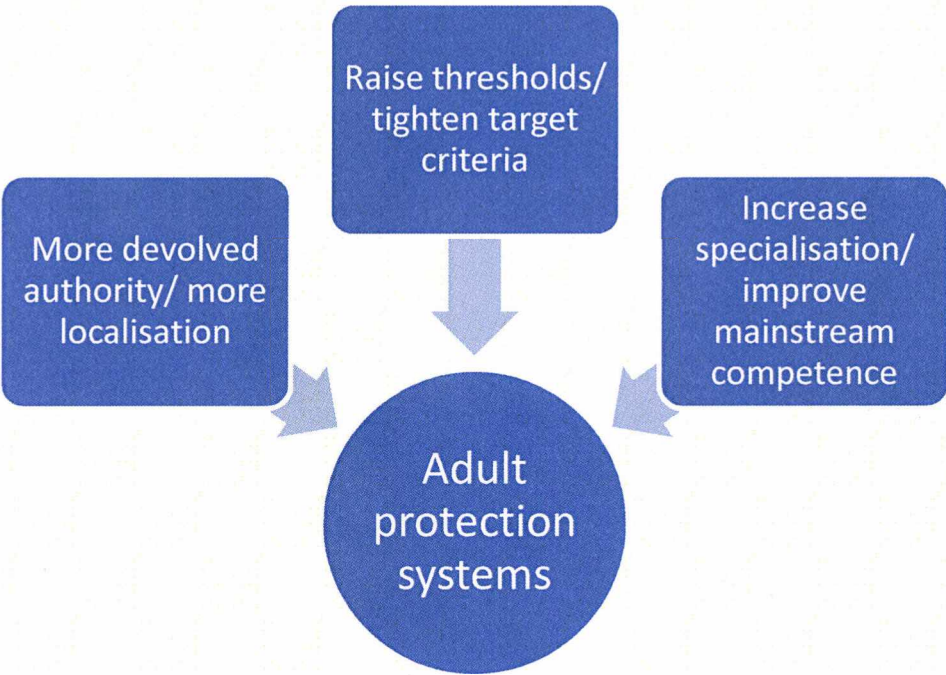 Raise thresholds/
tighten target
criteria
More devolved
authority/ more
localisation
Increase
specialisation/
improve
mainstream
competence
Adult
protection
systems